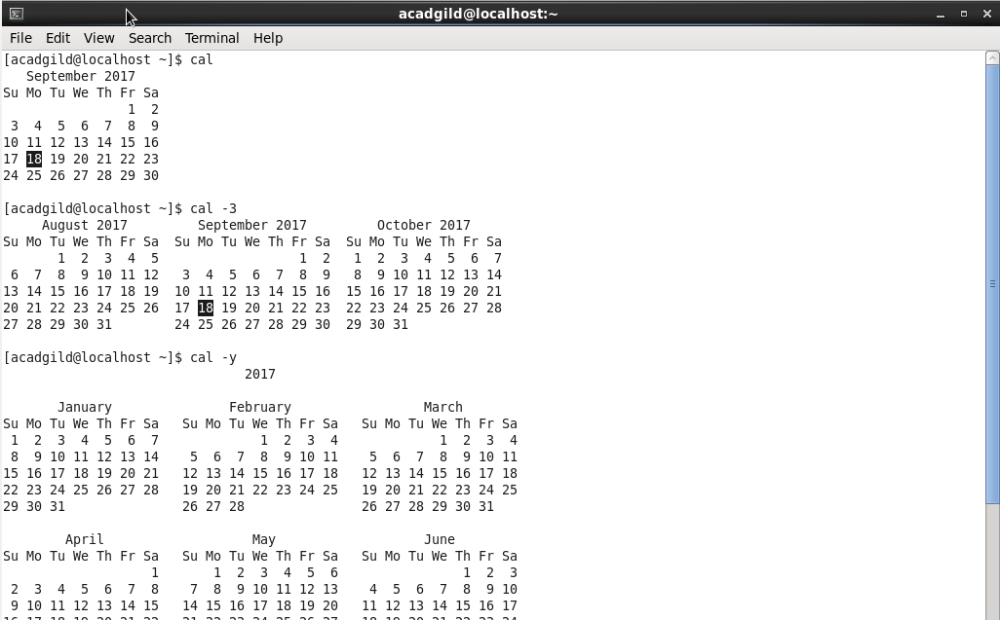 acadgild@localhost:~
File Edit View Search Terminal Help
[acadgild@localhost ~]$ cal
   September 2017
Su Mo Tu We Th Fr Sa
                1  2
 3  4  5  6  7  8  9
10 11 12 13 14 15 16
17 18 19 20 21 22 23
24 25 26 27 28 29 30

[acadgild@localhost ~]$ cal -3
     August 2017         September 2017         October 2017
Su Mo Tu We Th Fr Sa  Su Mo Tu We Th Fr Sa  Su Mo Tu We Th Fr Sa
       1  2  3  4  5                  1  2   1  2  3  4  5  6  7
 6  7  8  9 10 11 12   3  4  5  6  7  8  9   8  9 10 11 12 13 14
13 14 15 16 17 18 19  10 11 12 13 14 15 16  15 16 17 18 19 20 21
20 21 22 23 24 25 26  17 18 19 20 21 22 23  22 23 24 25 26 27 28
27 28 29 30 31        24 25 26 27 28 29 30  29 30 31

[acadgild@localhost ~]$ cal -y
                               2017

       January               February                 March
Su Mo Tu We Th Fr Sa   Su Mo Tu We Th Fr Sa   Su Mo Tu We Th Fr Sa
 1  2  3  4  5  6  7             1  2  3  4             1  2  3  4
 8  9 10 11 12 13 14    5  6  7  8  9 10 11    5  6  7  8  9 10 11
15 16 17 18 19 20 21   12 13 14 15 16 17 18   12 13 14 15 16 17 18
22 23 24 25 26 27 28   19 20 21 22 23 24 25   19 20 21 22 23 24 25
29 30 31               26 27 28               26 27 28 29 30 31

        April                   May                   June
Su Mo Tu We Th Fr Sa   Su Mo Tu We Th Fr Sa   Su Mo Tu We Th Fr Sa
                   1       1  2  3  4  5  6                1  2  3
 2  3  4  5  6  7  8    7  8  9 10 11 12 13    4  5  6  7  8  9 10
 9 10 11 12 13 14 15   14 15 16 17 18 19 20   11 12 13 14 15 16 17